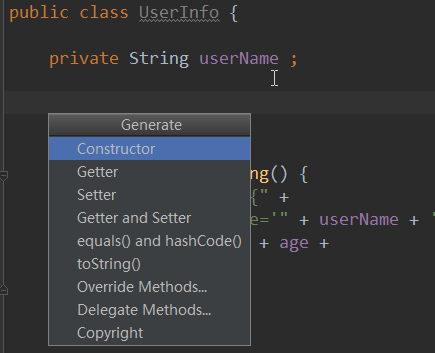 public class UserInfo {
private String userName ;
Generate
Constructor
Getter
Setter
Getter and Setter
equals() and hashCode()
toString()
Override Methods...
Delegate Methods...
Copyright
ng() {
{" +
e='" + userName + '
+ age +